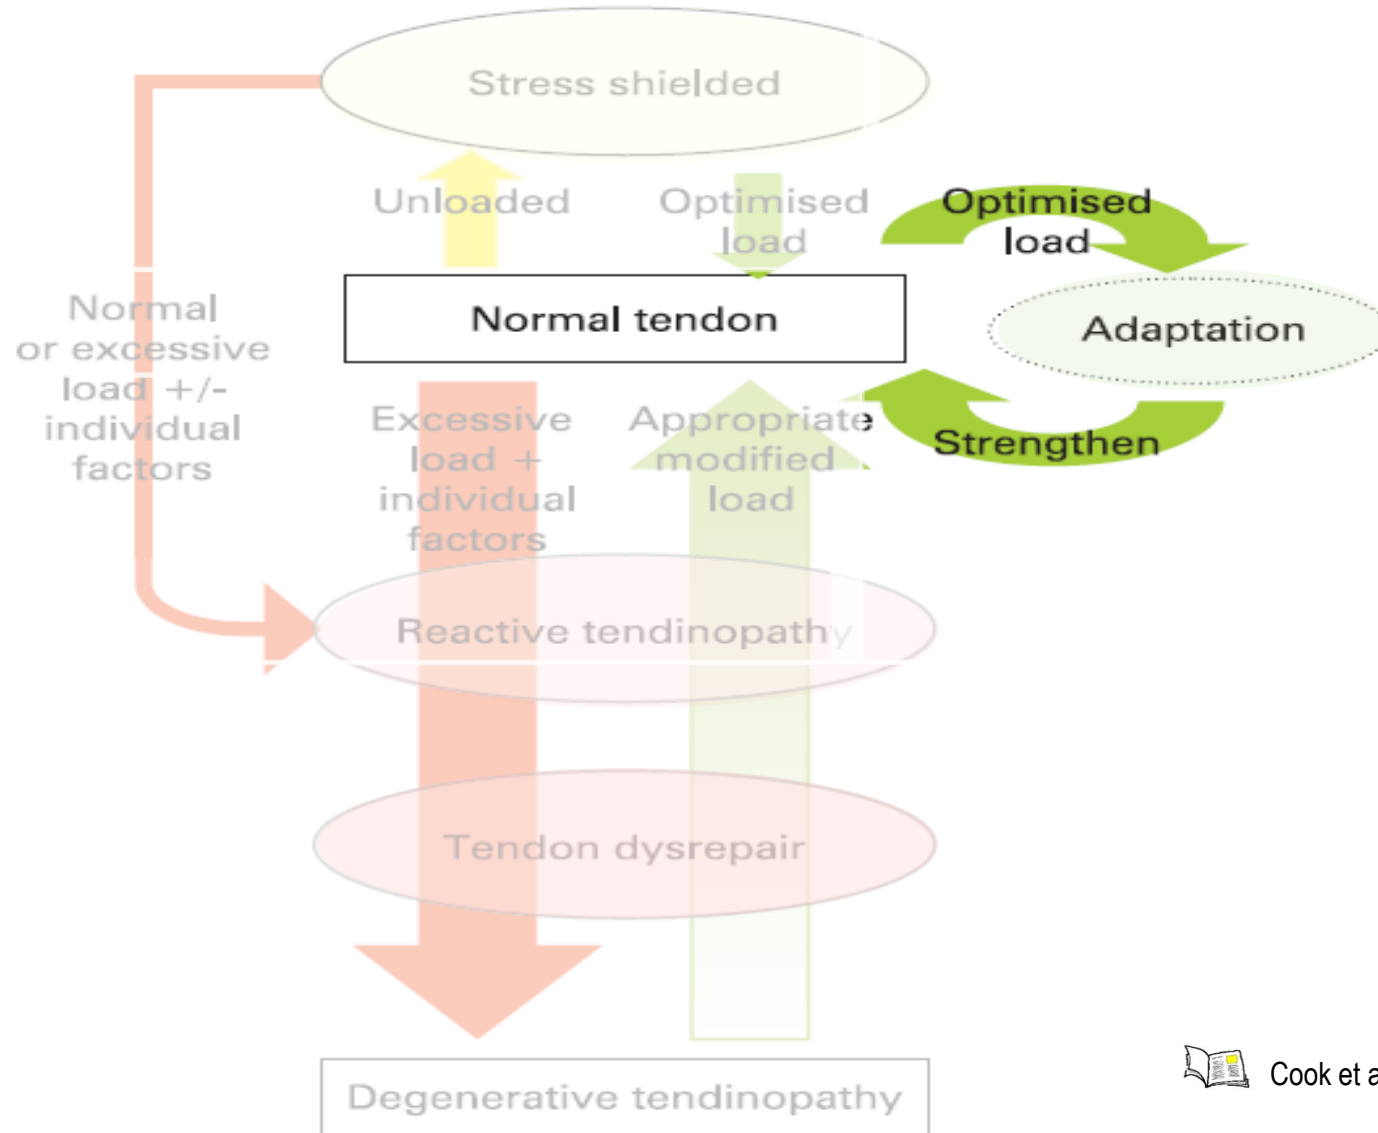 Stress shielded
Unloaded
Optimised
load
Optimised
load
Normal
or excessive
load +/-
individual
factors
Normal tendon
Adaptation
Excessive
load +
individual
factors
Appropriate
modified
load
Strengthen
Reactive tendinopathy
Tendon dysrepair
Degenerative tendinopathy
Cook et a